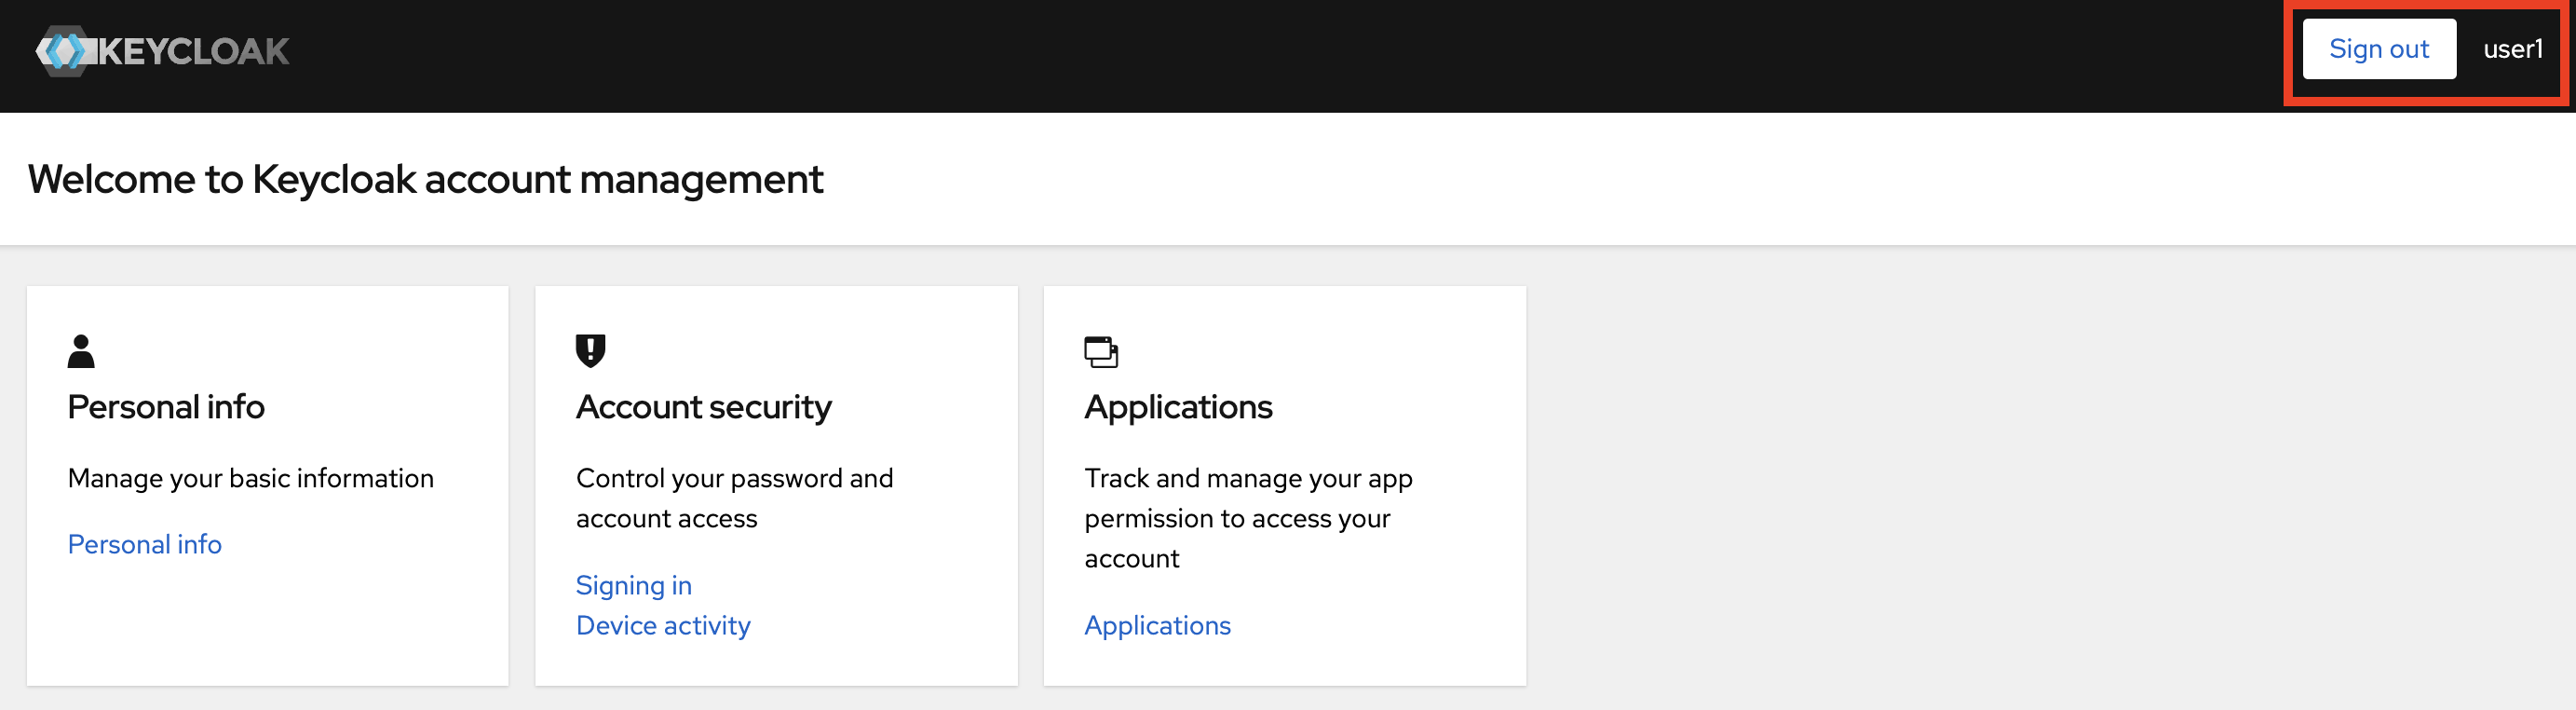 KEYCLOAK
Sign out
user1
Welcome to Keycloak account management
Personal info
Manage your basic information
Personal info
Account security
Control your password and
account access
Signing in
Device activity
Applications
Track and manage your app
permission to access your
account
Applications